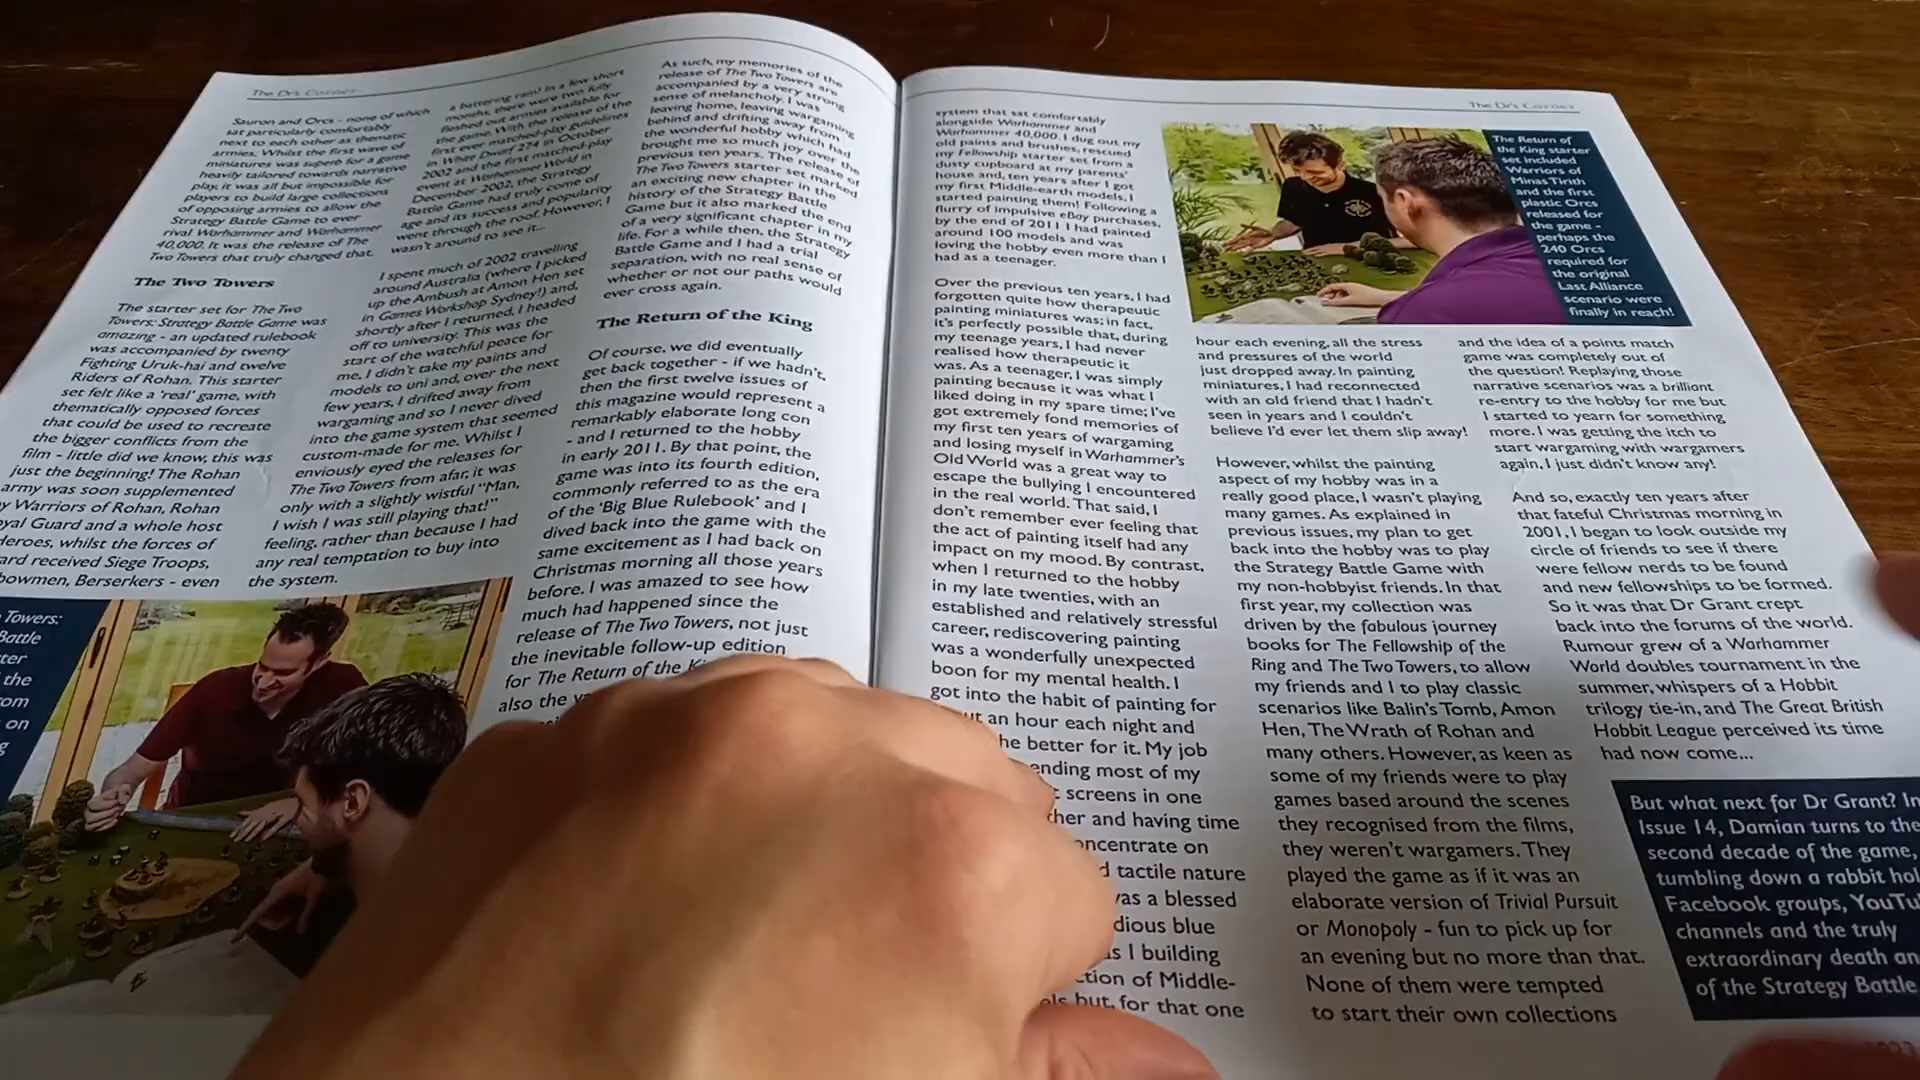 The Dr's Corner
Sauron and Orcs - none of which
sat particularly comfortably
next to each other as thematic
armies. Whilst the first wave of
miniatures was superb for a game
heavily tailored towards narrative
play, it was all but impossible for
players to build large collections
of opposing armies to allow the
Strategy Battle Game to ever
rival Warhammer and Warhammer
40,000. It was the release of The
Two Towers that truly changed that.
The Two Towers
The starter set for The Two
Towers: Strategy Battle Game was
amazing - an updated rulebook
was accompanied by twenty
Fighting Uruk-hai and twelve
Riders of Rohan. This starter
set felt like a 'real' game, with
thematically opposed forces
that could be used to recreate
the bigger conflicts from the
film - little did we know, this was
just the beginning! The Rohan
army was soon supplemented
Warriors of Rohan, Rohan
Guard and a whole host
Heroes, whilst the forces of
received Siege Troops,
Berserkers - even
Towers:
Battle
the
on
a battering ram! In a few short
months, there were two fully
fleshed out armies available for
the game. With the release of the
first ever matched-play guidelines
in White Dwarf 274 in October
2002 and the first matched-play
event at Warhammer World in
December 2002, the Strategy
Battle Game had truly come of
age and its success and popularity
went through the roof. However, I
wasn't around to see it...
I spent much of 2002 travelling
around Australia (where I picked
up the Ambush at Amon Hen set
in Games Workshop Sydney!) and,
shortly after I returned, I headed
off to university. This was the
start of the watchful peace for
me. I didn't take my paints and
models to uni and, over the next
few years, I drifted away from
wargaming and so I never dived
into the game system that seemed
custom-made for me. Whilst I
enviously eyed the releases for
The Two Towers from afar, it was
only with a slightly wistful "Man,
I wish I was still playing that!"
feeling, rather than because I had
any real temptation to buy into
the system.
As such, my memories of the
release of The Two Towers are
accompanied by a very strong
sense of melancholy. I was
leaving home, leaving wargaming
behind and drifting away from
the wonderful hobby which had
brought me so much joy over the
previous ten years. The release of
The Two Towers starter set marked
an exciting new chapter in the
history of the Strategy Battle
Game but it also marked the end
of a very significant chapter in my
life. For a while then, the Strategy
Battle Game and I had a trial
separation, with no real sense of
whether or not our paths would
ever cross again.
The Return of the King
Of course, we did eventually
get back together - if we hadn't,
then the first twelve issues of
this magazine would represent a
remarkably elaborate long con
- and I returned to the hobby
in early 2011. By that point, the
game was into its fourth edition,
commonly referred to as the era
of the 'Big Blue Rulebook' and I
dived back into the game with the
same excitement as I had back on
Christmas morning all those years
before. I was amazed to see how
much had happened since the
release of The Two Towers, not just
the inevitable follow-up edition
for The Return of the
also the
The Dr's Corner
system that sat comfortably
alongside Warhammer and
Warhammer 40,000. I dug out my
old paints and brushes, rescued
my Fellowship starter set from a
dusty cupboard at my parents'
house and, ten years after I got
my first Middle-earth models, I
started painting them! Following a
flurry of impulsive eBay purchases,
by the end of 2011 I had painted
around 100 models and was
loving the hobby even more than I
had as a teenager.
Over the previous ten years, I had
forgotten quite how therapeutic
painting miniatures was; in fact,
it's perfectly possible that, during
my teenage years, I had never
realised how therapeutic it
was. As a teenager, I was simply
painting because it was what I
liked doing in my spare time; I've
got extremely fond memories of
my first ten years of wargaming
and losing myself in Warhammer's
Old World was a great way to
escape the bullying I encountered
in the real world. That said, I
don't remember ever feeling that
the act of painting itself had any
impact on my mood. By contrast,
when I returned to the hobby
in my late twenties, with an
established and relatively stressful
career, rediscovering painting
was a wonderfully unexpected
boon for my mental health. I
got into the habit of painting for
an hour each night and
the better for it. My job
most of my
screens in one
and having time
on
tactile nature
was a blessed
blue
I building
of Middle-
but, for that one
The Return of
the King starter
set included
Warriors of
Minas Tirith
and the first
plastic Orcs
released for
the game -
perhaps the
240 Orcs
required for
the original
Last Alliance
scenario were
finally in reach!
hour each evening, all the stress
and pressures of the world
just dropped away. In painting
miniatures, I had reconnected
with an old friend that I hadn't
seen in years and I couldn't
believe I'd ever let them slip away!
However, whilst the painting
aspect of my hobby was in a
really good place, I wasn't playing
many games. As explained in
previous issues, my plan to get
back into the hobby was to play
the Strategy Battle Game with
my non-hobbyist friends. In that
first year, my collection was
driven by the fabulous journey
books for The Fellowship of the
Ring and The Two Towers, to allow
my friends and I to play classic
scenarios like Balin's Tomb, Amon
Hen, The Wrath of Rohan and
many others. However, as keen as
some of my friends were to play
games based around the scenes
they recognised from the films,
they weren't wargamers. They
played the game as if it was an
elaborate version of Trivial Pursuit
or Monopoly - fun to pick up for
an evening but no more than that.
None of them were tempted
to start their own collections
and the idea of a points match
game was completely out of
the question! Replaying those
narrative scenarios was a brilliant
re-entry to the hobby for me but
I started to yearn for something
more. I was getting the itch to
start wargaming with wargamers
again, I just didn't know any!
And so, exactly ten years after
that fateful Christmas morning in
2001, I began to look outside my
circle of friends to see if there
were fellow nerds to be found
and new fellowships to be formed.
So it was that Dr Grant crept
back into the forums of the world.
Rumour grew of a Warhammer
World doubles tournament in the
summer, whispers of a Hobbit
trilogy tie-in, and The Great British
Hobbit League perceived its time
had now come...
But what next for Dr Grant? In
Issue 14, Damian turns to the
second decade of the game,
tumbling down a rabbit
Facebook groups,
channels and the truly
extraordinary death
of the Strategy Battle